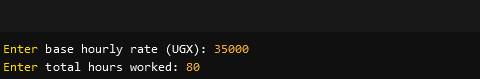 Enter base hourly rate (UGX): 35000
Enter total hours worked: 80